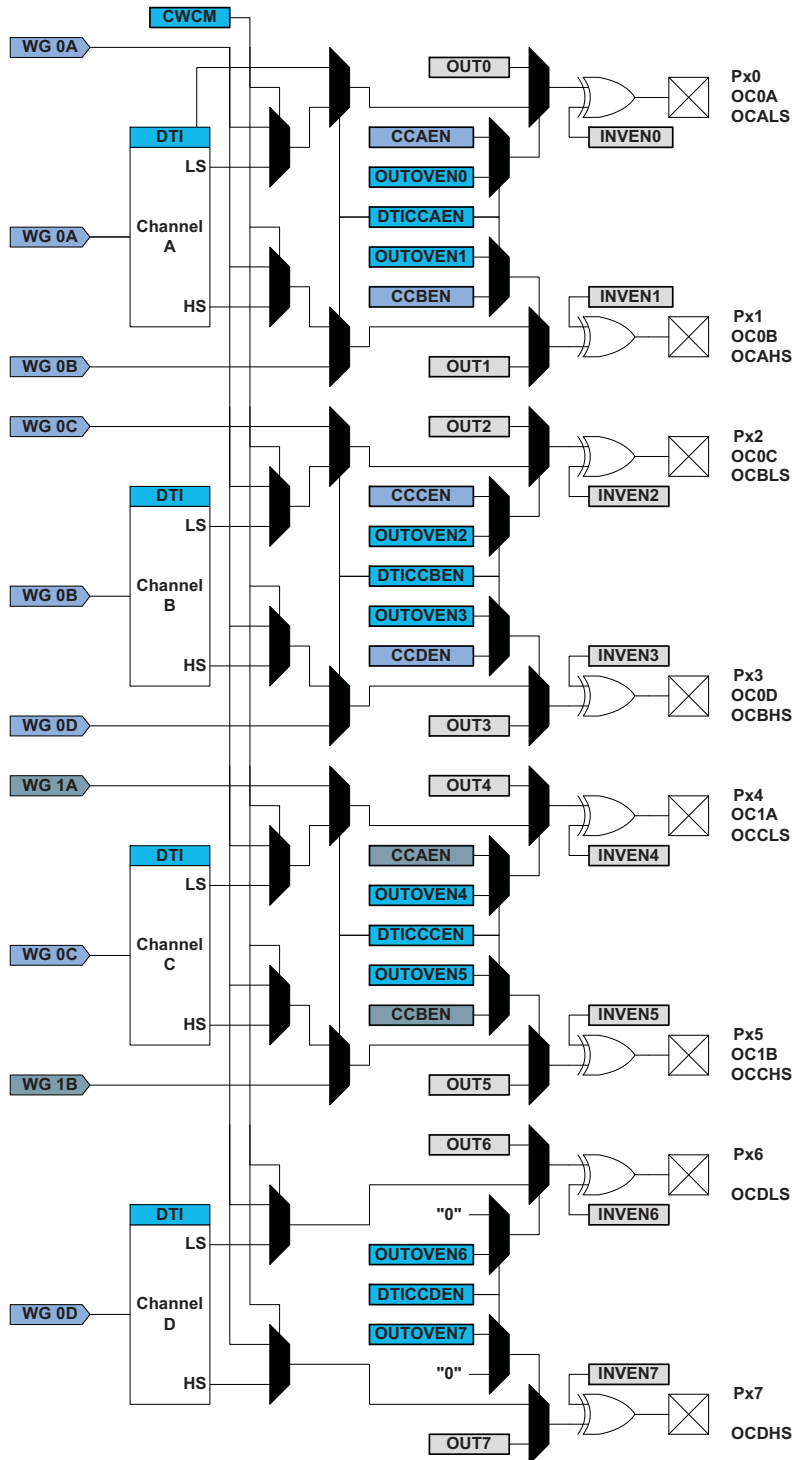 CWCM
WG 0A
OUT0
Px0
OC0A
OCALS
DTI
CCAEN
INVEN0
LS
OUTOVEN0
WG 0A
Channel
A
DTICCAEN
OUTOVEN1
HS
CCBEN
INVEN1
Px1
OC0B
OCAHS
WG 0B
OUT1
WG 0C
OUT2
Px2
OC0C
OCBLS
DTI
CCCEN
INVEN2
LS
OUTOVEN2
WG 0B
Channel
B
DTICCBEN
OUTOVEN3
HS
CCDEN
INVEN3
Px3
OC0D
OCBHS
WG 0D
OUT3
WG 1A
OUT4
Px4
OC1A
OCCLS
DTI
CCAEN
INVEN4
LS
OUTOVEN4
WG 0C
Channel
C
DTICCCEN
OUTOVEN5
HS
CCBEN
INVEN5
Px5
OC1B
OCCHS
WG 1B
OUT5
OUT6
Px6
OCDLS
DTI
"0"
INVEN6
LS
OUTOVEN6
WG 0D
Channel
D
DTICCDEN
OUTOVEN7
HS
"0"
INVEN7
Px7
OCDHS
OUT7